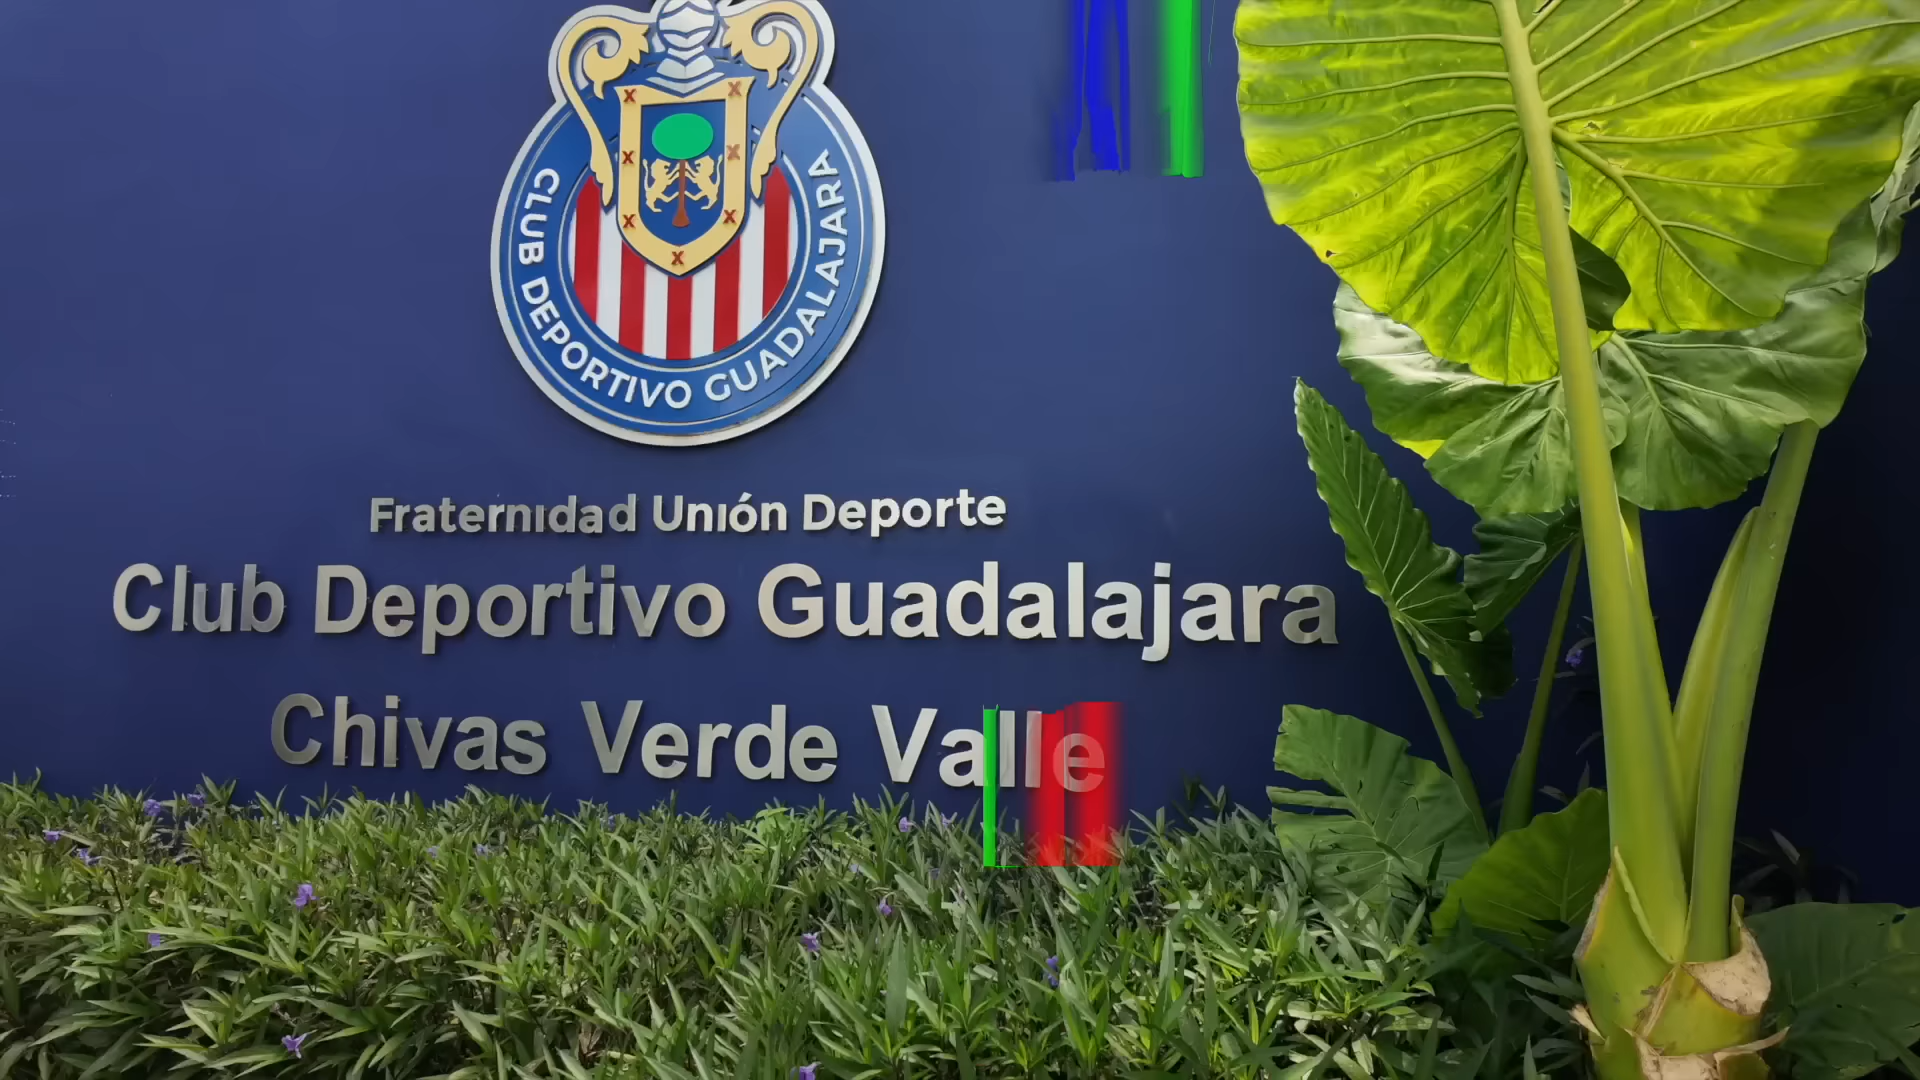 CLUB DEPORTIVO GUADALAJARA
Fraternidad Unión Deporte
Club Deportivo Guadalajara
Chivas Verde Valle